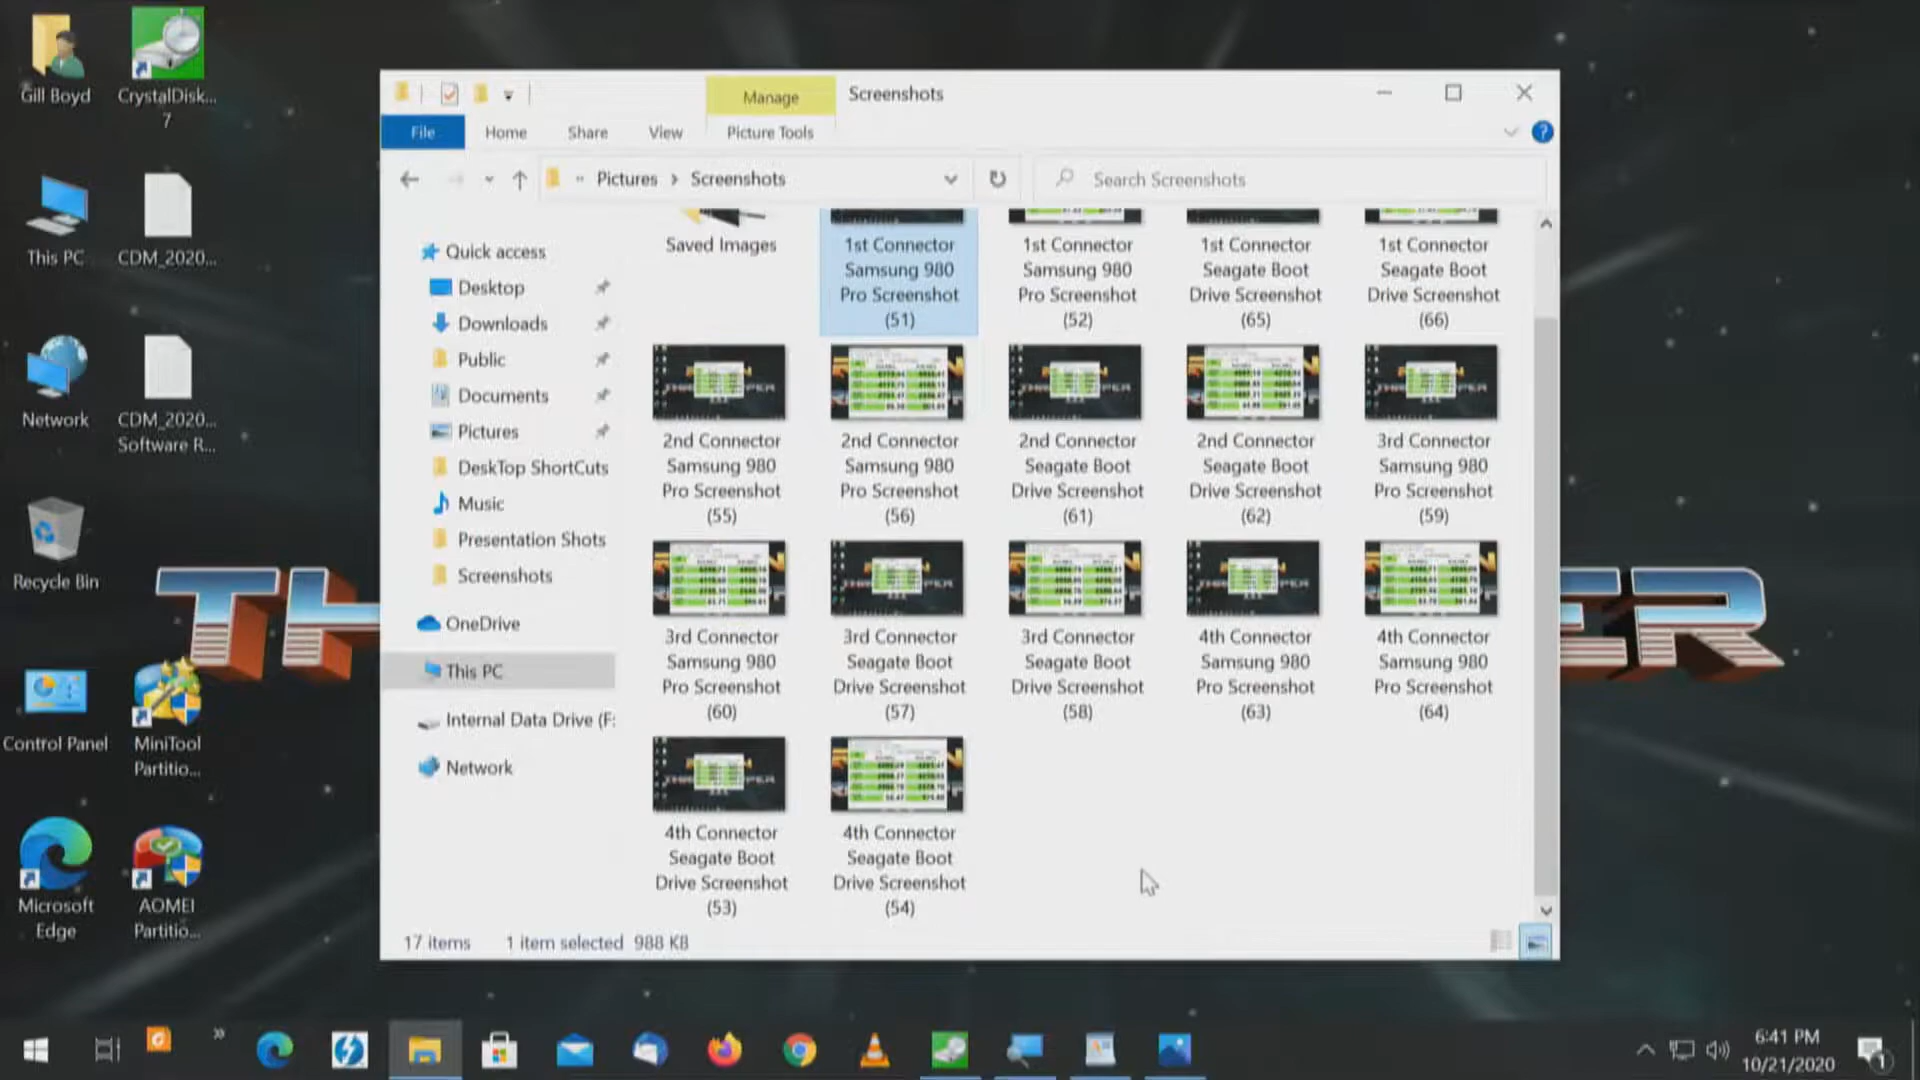 Gill Boyd
CrystalDisk...
7
This PC
CDM_2020...
Network
CDM_2020...
Software R...
Recycle Bin
Control Panel
MiniTool
Partitio...
Microsoft
Edge
AOMEI
Partitio...
TH
ER
Manage
Screenshots
File
Home
Share
View
Picture Tools
Pictures
Screenshots
Search Screenshots
Quick access
Desktop
Downloads
Public
Documents
Pictures
DeskTop ShortCuts
Music
Presentation Shots
Screenshots
OneDrive
This PC
Internal Data Drive (F:
Network
Saved Images
1st Connector
Samsung 980
Pro Screenshot
(51)
1st Connector
Samsung 980
Pro Screenshot
(52)
1st Connector
Seagate Boot
Drive Screenshot
(65)
1st Connector
Seagate Boot
Drive Screenshot
(66)
2nd Connector
Samsung 980
Pro Screenshot
(55)
2nd Connector
Samsung 980
Pro Screenshot
(56)
2nd Connector
Seagate Boot
Drive Screenshot
(61)
2nd Connector
Seagate Boot
Drive Screenshot
(62)
3rd Connector
Samsung 980
Pro Screenshot
(59)
3rd Connector
Samsung 980
Pro Screenshot
(60)
3rd Connector
Seagate Boot
Drive Screenshot
(57)
3rd Connector
Seagate Boot
Drive Screenshot
(58)
4th Connector
Samsung 980
Pro Screenshot
(63)
4th Connector
Samsung 980
Pro Screenshot
(64)
4th Connector
Seagate Boot
Drive Screenshot
(53)
4th Connector
Seagate Boot
Drive Screenshot
(54)
17 items
1 item selected 988 KB
6:41 PM
10/21/2020
1